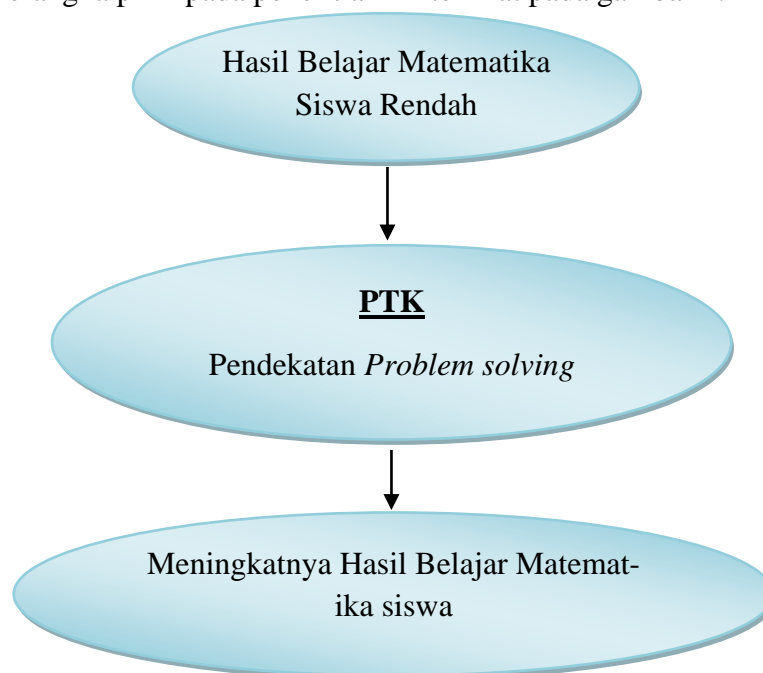 Hasil Belajar Matematika
Siswa Rendah
PTK
Pendekatan Problem solving
Meningkatnya Hasil Belajar Matemat-
ika siswa